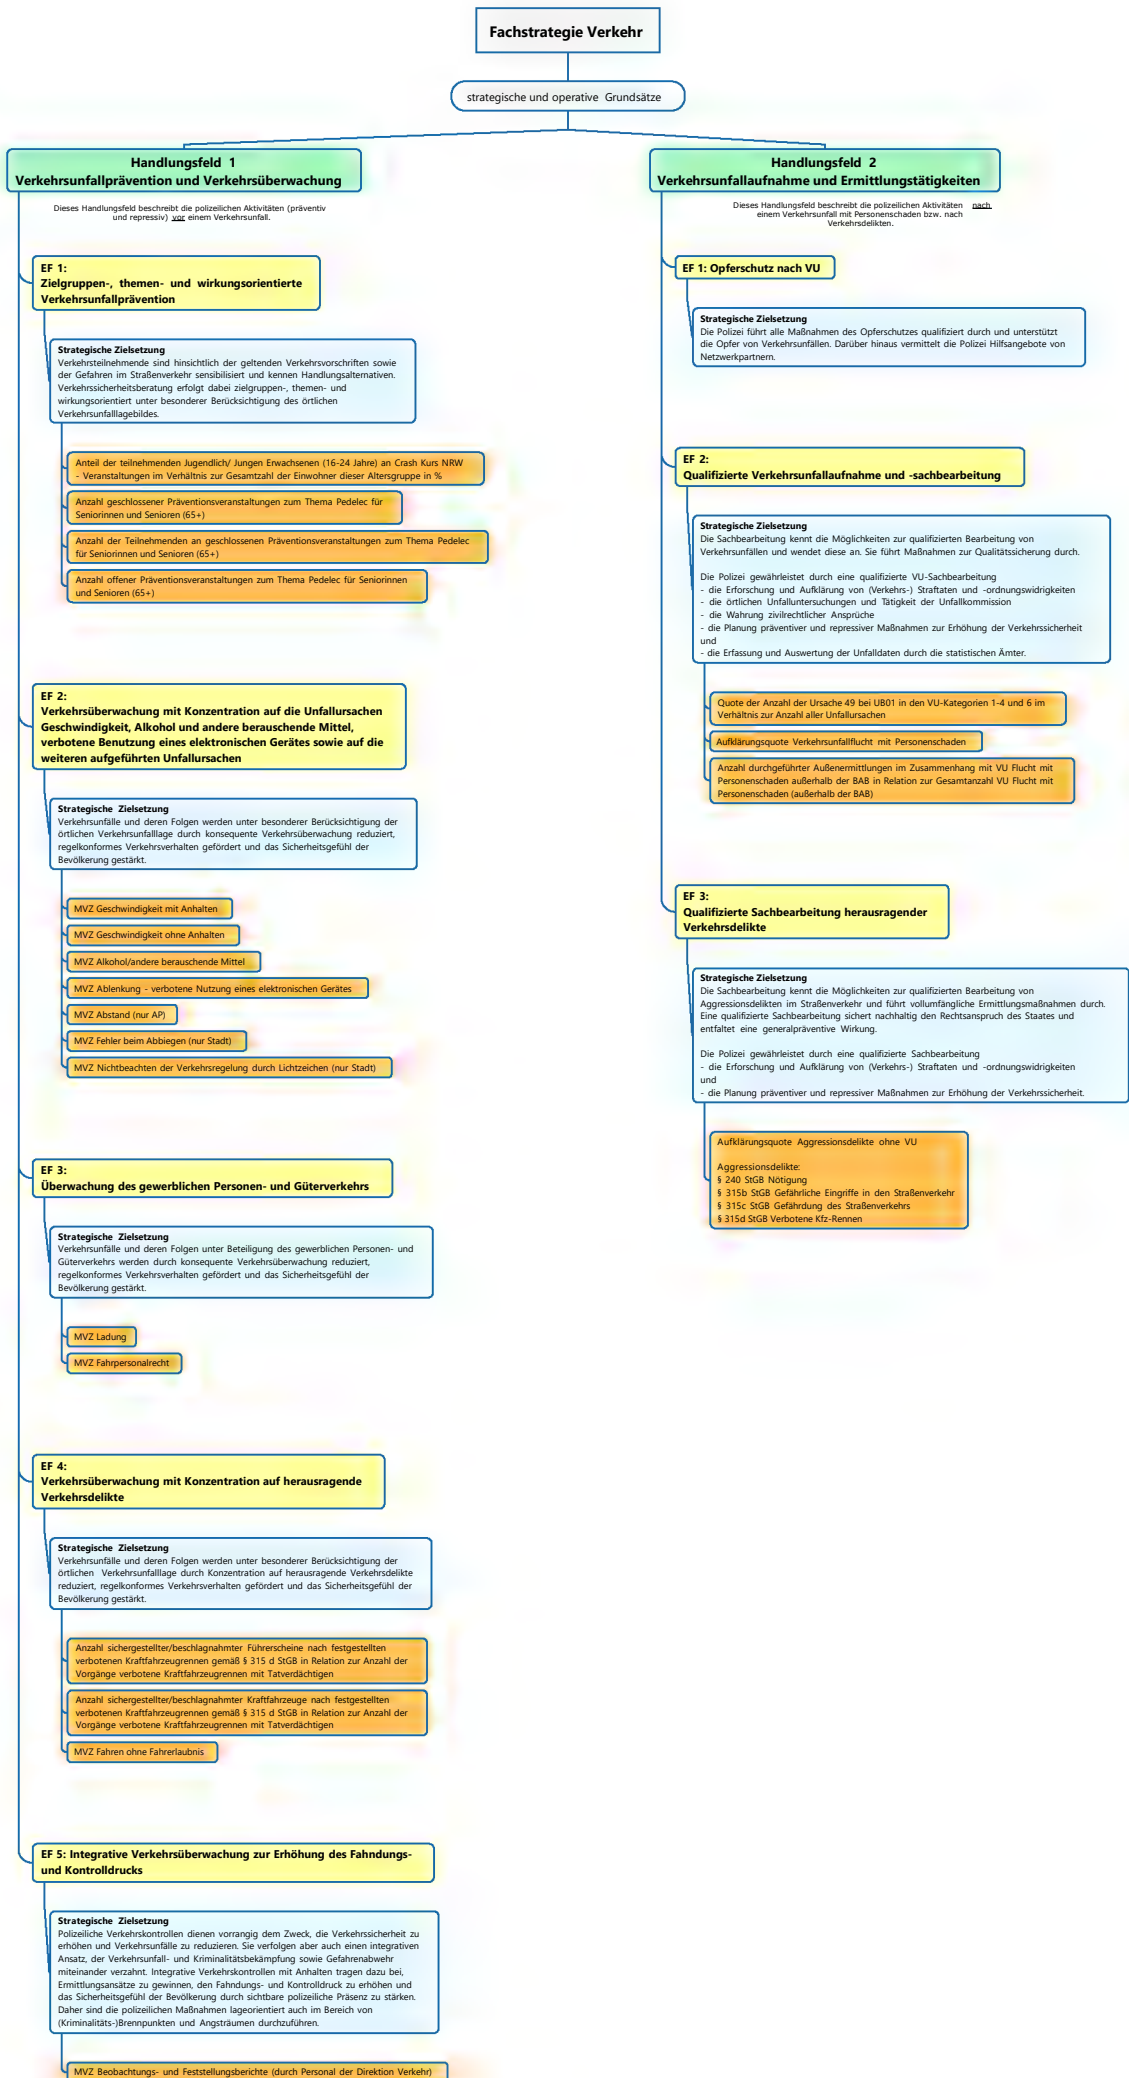 Fachstrategie Verkehr
strategische und operative Grundsätze
Handlungsfeld 1
Verkehrsunfallprävention und Verkehrsüberwachung
Dieses Handlungsfeld beschreibt die polizeilichen Aktivitäten (präventiv
und repressiv) vor einem Verkehrsunfall.
EF 1:
Zielgruppen-, themen- und wirkungsorientierte
Verkehrsunfallprävention
Strategische Zielsetzung
Verkehrsteilnehmende sind hinsichtlich der geltenden Verkehrsvorschriften sowie
der Gefahren im Straßenverkehr sensibilisiert und kennen Handlungsalternativen.
Verkehrssicherheitsberatung erfolgt dabei zielgruppen-, themen- und
wirkungsorientiert unter besonderer Berücksichtigung des örtlichen
Verkehrsunfalllagebildes.
Anteil der teilnehmenden Jugendlich/ Jungen Erwachsenen (16-24 Jahre) an Crash Kurs NRW
- Veranstaltungen im Verhältnis zur Gesamtzahl der Einwohner dieser Altersgruppe in %
Anzahl geschlossener Präventionsveranstaltungen zum Thema Pedelec für
Seniorinnen und Senioren (65+)
Anzahl der Teilnehmenden an geschlossenen Präventionsveranstaltungen zum Thema Pedelec
für Seniorinnen und Senioren (65+)
Anzahl offener Präventionsveranstaltungen zum Thema Pedelec für Seniorinnen
und Senioren (65+)
EF 2:
Verkehrsüberwachung mit Konzentration auf die Unfallursachen
Geschwindigkeit, Alkohol und andere berauschende Mittel,
verbotene Benutzung eines elektronischen Gerätes sowie auf die
weiteren aufgeführten Unfallursachen
Strategische Zielsetzung
Verkehrsunfälle und deren Folgen werden unter besonderer Berücksichtigung der
örtlichen Verkehrsunfalllage durch konsequente Verkehrsüberwachung reduziert,
regelkonformes Verkehrsverhalten gefördert und das Sicherheitsgefühl der
Bevölkerung gestärkt.
MVZ Geschwindigkeit mit Anhalten
MVZ Geschwindigkeit ohne Anhalten
MVZ Alkohol/andere berauschende Mittel
MVZ Ablenkung - verbotene Nutzung eines elektronischen Gerätes
MVZ Abstand (nur AP)
MVZ Fehler beim Abbiegen (nur Stadt)
MVZ Nichtbeachten der Verkehrsregelung durch Lichtzeichen (nur Stadt)
EF 3:
Überwachung des gewerblichen Personen- und Güterverkehrs
Strategische Zielsetzung
Verkehrsunfälle und deren Folgen unter Beteiligung des gewerblichen Personen- und
Güterverkehrs werden durch konsequente Verkehrsüberwachung reduziert,
regelkonformes Verkehrsverhalten gefördert und das Sicherheitsgefühl der
Bevölkerung gestärkt.
MVZ Ladung
MVZ Fahrpersonalrecht
EF 4:
Verkehrsüberwachung mit Konzentration auf herausragende
Verkehrsdelikte
Strategische Zielsetzung
Verkehrsunfälle und deren Folgen werden unter besonderer Berücksichtigung der
örtlichen Verkehrsunfalllage durch Konzentration auf herausragende Verkehrsdelikte
reduziert, regelkonformes Verkehrsverhalten gefördert und das Sicherheitsgefühl der
Bevölkerung gestärkt.
Anzahl sichergestellter/beschlagnahmter Führerscheine nach festgestellten
verbotenen Kraftfahrzeugrennen gemäß § 315 d StGB in Relation zur Anzahl der
Vorgänge verbotene Kraftfahrzeugrennen mit Tatverdächtigen
Anzahl sichergestellter/beschlagnahmter Kraftfahrzeuge nach festgestellten
verbotenen Kraftfahrzeugrennen gemäß § 315 d StGB in Relation zur Anzahl der
Vorgänge verbotene Kraftfahrzeugrennen mit Tatverdächtigen
MVZ Fahren ohne Fahrerlaubnis
EF 5: Integrative Verkehrsüberwachung zur Erhöhung des Fahndungs-
und Kontrolldrucks
Strategische Zielsetzung
Polizeiliche Verkehrskontrollen dienen vorrangig dem Zweck, die Verkehrssicherheit zu
erhöhen und Verkehrsunfälle zu reduzieren. Sie verfolgen aber auch einen integrativen
Ansatz, der Verkehrsunfall- und Kriminalitätsbekämpfung sowie Gefahrenabwehr
miteinander verzahnt. Integrative Verkehrskontrollen mit Anhalten tragen dazu bei,
Ermittlungsansätze zu gewinnen, den Fahndungs- und Kontrolldruck zu erhöhen und
das Sicherheitsgefühl der Bevölkerung durch sichtbare polizeiliche Präsenz zu stärken.
Daher sind die polizeilichen Maßnahmen lageorientiert auch im Bereich von
(Kriminalitäts-)Brennpunkten und Angsträumen durchzuführen.
MVZ Beobachtungs- und Feststellungsberichte (durch Personal der Direktion Verkehr)
Handlungsfeld 2
Verkehrsunfallaufnahme und Ermittlungstätigkeiten
Dieses Handlungsfeld beschreibt die polizeilichen Aktivitäten nach
einem Verkehrsunfall mit Personenschaden bzw. nach
Verkehrsdelikten.
EF 1: Opferschutz nach VU
Strategische Zielsetzung
Die Polizei führt alle Maßnahmen des Opferschutzes qualifiziert durch und unterstützt
die Opfer von Verkehrsunfällen. Darüber hinaus vermittelt die Polizei Hilfsangebote von
Netzwerkpartnern.
EF 2:
Qualifizierte Verkehrsunfallaufnahme und -sachbearbeitung
Strategische Zielsetzung
Die Sachbearbeitung kennt die Möglichkeiten zur qualifizierten Bearbeitung von
Verkehrsunfällen und wendet diese an. Sie führt Maßnahmen zur Qualitätssicherung durch.
Die Polizei gewährleistet durch eine qualifizierte VU-Sachbearbeitung
- die Erforschung und Aufklärung von (Verkehrs-) Straftaten und -ordnungswidrigkeiten
- die örtlichen Unfalluntersuchungen und Tätigkeit der Unfallkommission
- die Wahrung zivilrechtlicher Ansprüche
- die Planung präventiver und repressiver Maßnahmen zur Erhöhung der Verkehrssicherheit
und
- die Erfassung und Auswertung der Unfalldaten durch die statistischen Ämter.
Quote der Anzahl der Ursache 49 bei UB01 in den VU-Kategorien 1-4 und 6 im
Verhältnis zur Anzahl aller Unfallursachen
Aufklärungsquote Verkehrsunfallflucht mit Personenschaden
Anzahl durchgeführter Außenermittlungen im Zusammenhang mit VU Flucht mit
Personenschaden außerhalb der BAB in Relation zur Gesamtanzahl VU Flucht mit
Personenschaden (außerhalb der BAB)
EF 3:
Qualifizierte Sachbearbeitung herausragender
Verkehrsdelikte
Strategische Zielsetzung
Die Sachbearbeitung kennt die Möglichkeiten zur qualifizierten Bearbeitung von
Aggressionsdelikten im Straßenverkehr und führt vollumfängliche Ermittlungsmaßnahmen durch.
Eine qualifizierte Sachbearbeitung sichert nachhaltig den Rechtsanspruch des Staates und
entfaltet eine generalpräventive Wirkung.
Die Polizei gewährleistet durch eine qualifizierte Sachbearbeitung
- die Erforschung und Aufklärung von (Verkehrs-) Straftaten und -ordnungswidrigkeiten
und
- die Planung präventiver und repressiver Maßnahmen zur Erhöhung der Verkehrssicherheit.
Aufklärungsquote Aggressionsdelikte ohne VU
Aggressionsdelikte:
§ 240 StGB Nötigung
§ 315b StGB Gefährliche Eingriffe in den Straßenverkehr
§ 315c StGB Gefährdung des Straßenverkehrs
§ 315d StGB Verbotene Kfz-Rennen